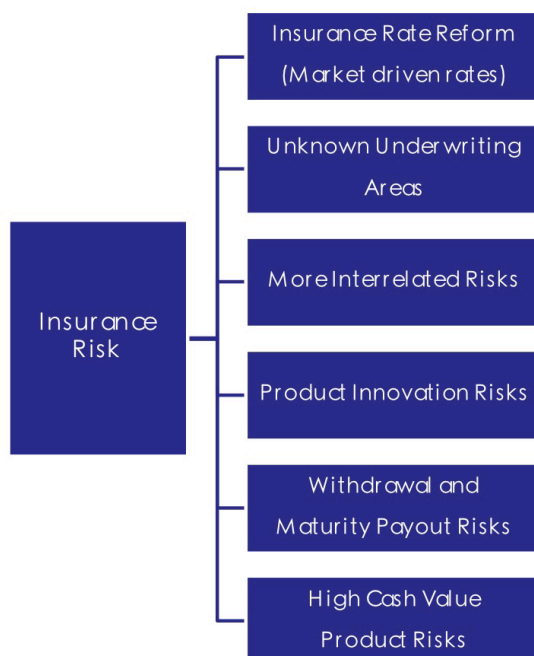 Insurance Rate Reform
(Market driven rates)
Unknown Underwriting
Areas
More Interrelated Risks
Insurance
Risk
Product Innovation Risks
Withdrawal and
Maturity Payout Risks
High Cash Value
Product Risks